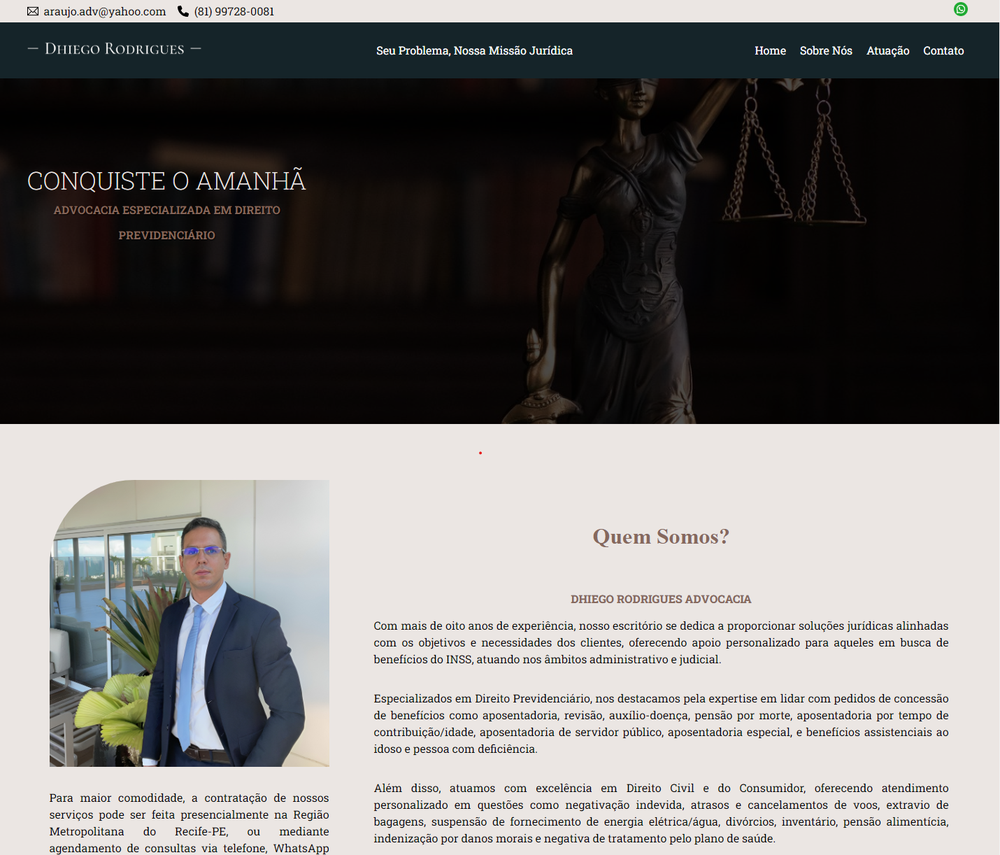 araujo.adv@yahoo.com (81) 99728-0081
— Dhiego Rodrigues —
Seu Problema, Nossa Missão Jurídica
Home Sobre Nós Atuação Contato
CONQUISTE O AMANHÃ
ADVOCACIA ESPECIALIZADA EM DIREITO
PREVIDENCIÁRIO
Quem Somos?
DHIEGO RODRIGUES ADVOCACIA
Com mais de oito anos de experiência, nosso escritório se dedica a proporcionar soluções jurídicas alinhadas
com os objetivos e necessidades dos clientes, oferecendo apoio personalizado para aqueles em busca de
benefícios do INSS, atuando nos âmbitos administrativo e judicial.
Especializados em Direito Previdenciário, nos destacamos pela expertise em lidar com pedidos de concessão
de benefícios como aposentadoria, revisão, auxílio-doença, pensão por morte, aposentadoria por tempo de
contribuição/idade, aposentadoria de servidor público, aposentadoria especial, e benefícios assistenciais ao
idoso e pessoa com deficiência.
Além disso, atuamos com excelência em Direito Civil e do Consumidor, oferecendo atendimento
personalizado em questões como negativação indevida, atrasos e cancelamentos de voos, extravio de
bagagens, suspensão de fornecimento de energia elétrica/água, divórcios, inventário, pensão alimentícia,
indenização por danos morais e negativa de tratamento pelo plano de saúde.
Para maior comodidade, a contratação de nossos
serviços pode ser feita presencialmente na Região
Metropolitana do Recife-PE, ou mediante
agendamento de consultas via telefone, WhatsApp